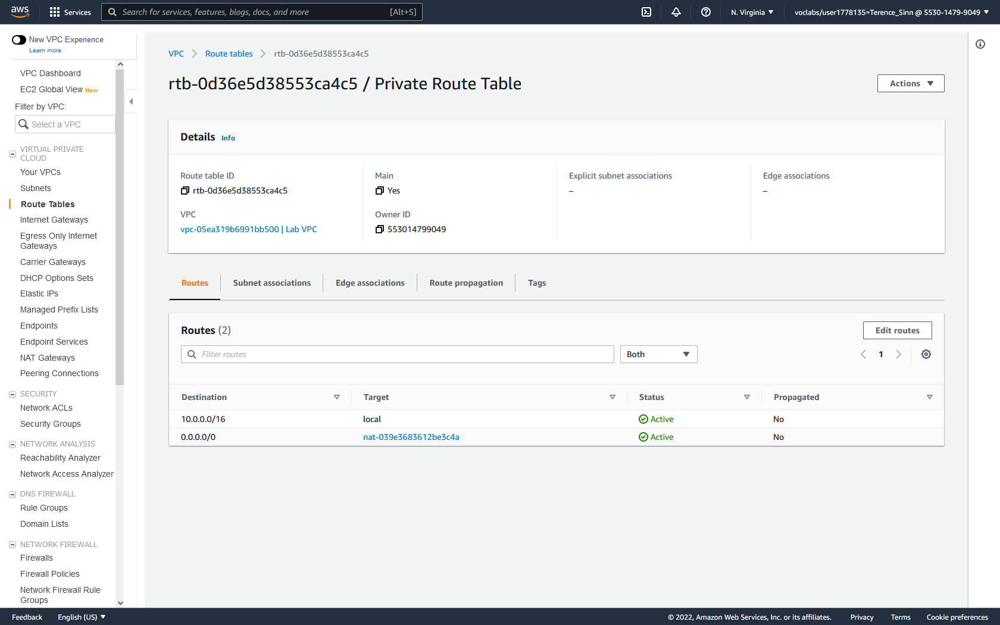 aws
Services
Search for services, features, blogs, docs, and more
[Alt+S]
N. Virginia
voclabs/user1778135=Terence_Sinn @ 5530-1479-9049
New VPC Experience
Learn more
VPC Dashboard
EC2 Global View New
Filter by VPC:
Select a VPC
VIRTUAL PRIVATE
CLOUD
Your VPCs
Subnets
Route Tables
Internet Gateways
Egress Only Internet
Gateways
Carrier Gateways
DHCP Options Sets
Elastic IPs
Managed Prefix Lists
Endpoints
Endpoint Services
NAT Gateways
Peering Connections
SECURITY
Network ACLs
Security Groups
NETWORK ANALYSIS
Reachability Analyzer
Network Access Analyzer
DNS FIREWALL
Rule Groups
Domain Lists
NETWORK FIREWALL
Firewalls
Firewall Policies
Network Firewall Rule
Groups
VPC
Route tables
rtb-0d36e5d38553ca4c5
rtb-0d36e5d38553ca4c5 / Private Route Table
Actions
Details Info
Route table ID
rtb-0d36e5d38553ca4c5
Main
Yes
Explicit subnet associations
–
Edge associations
–
VPC
vpc-05ea319b6991bb500 | Lab VPC
Owner ID
553014799049
Routes
Subnet associations
Edge associations
Route propagation
Tags
Routes (2)
Edit routes
Filter routes
Both
1
Destination Target Status Propagated
10.0.0.0/16 local Active No
0.0.0.0/0 nat-039e3683612be3c4a Active No
Feedback
English (US)
© 2022, Amazon Web Services, Inc. or its affiliates.
Privacy
Terms
Cookie preferences